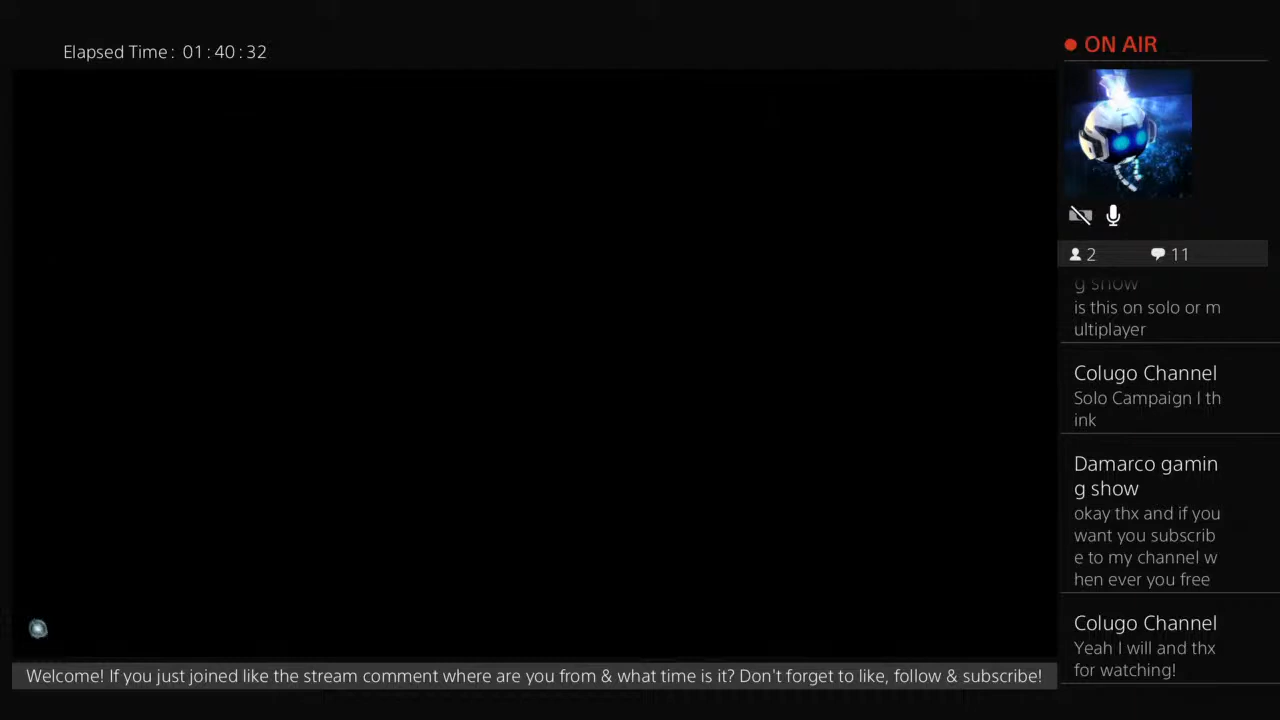 Elapsed Time: 01:40:32
ON AIR
2 11
g show
is this on solo or m
ultiplayer
Colugo Channel
Solo Campaign I th
ink
Damarco gamin
g show
okay thx and if you
want you subscrib
e to my channel w
hen ever you free
Colugo Channel
Yeah I will and thx
for watching!
Welcome! If you just joined like the stream comment where are you from & what time is it? Don't forget to like, follow & subscribe!